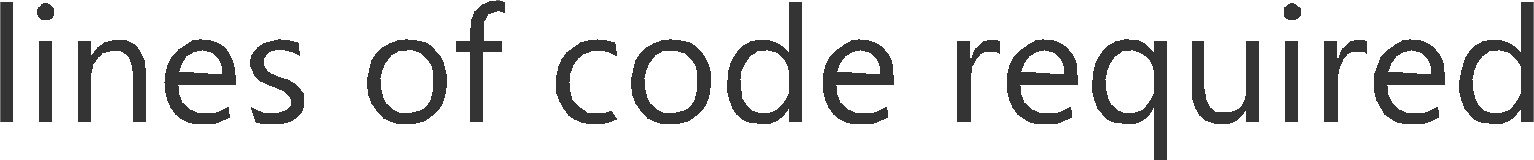 lines of code required